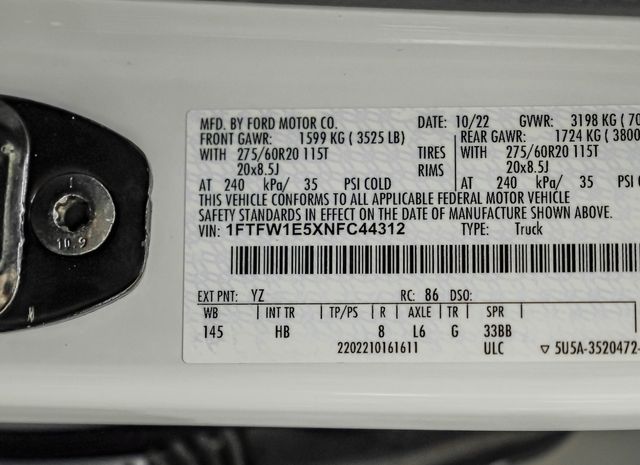 MFD. BY FORD MOTOR CO. DATE: 10/22 GVWR: 3198 KG ( 70
FRONT GAWR: 1599 KG ( 3525 LB) REAR GAWR: 1724 KG ( 3800
WITH 275/60R20 115T TIRES WITH 275/60R20 115T
20x8.5J RIMS 20x8.5J
AT 240 kPa/ 35 PSI COLD AT 240 kPa/ 35 PSI C
THIS VEHICLE CONFORMS TO ALL APPLICABLE FEDERAL MOTOR VEHICLE
SAFETY STANDARDS IN EFFECT ON THE DATE OF MANUFACTURE SHOWN ABOVE.
VIN: 1FTFW1E5XNFC44312 TYPE: Truck
EXT PNT: YZ RC: 86 DSO:
WB INT TR TP/PS R AXLE TR SPR
145 HB 8 L6 G 33BB
2202210161611 ULC ▽ 5U5A-3520472-
10.9